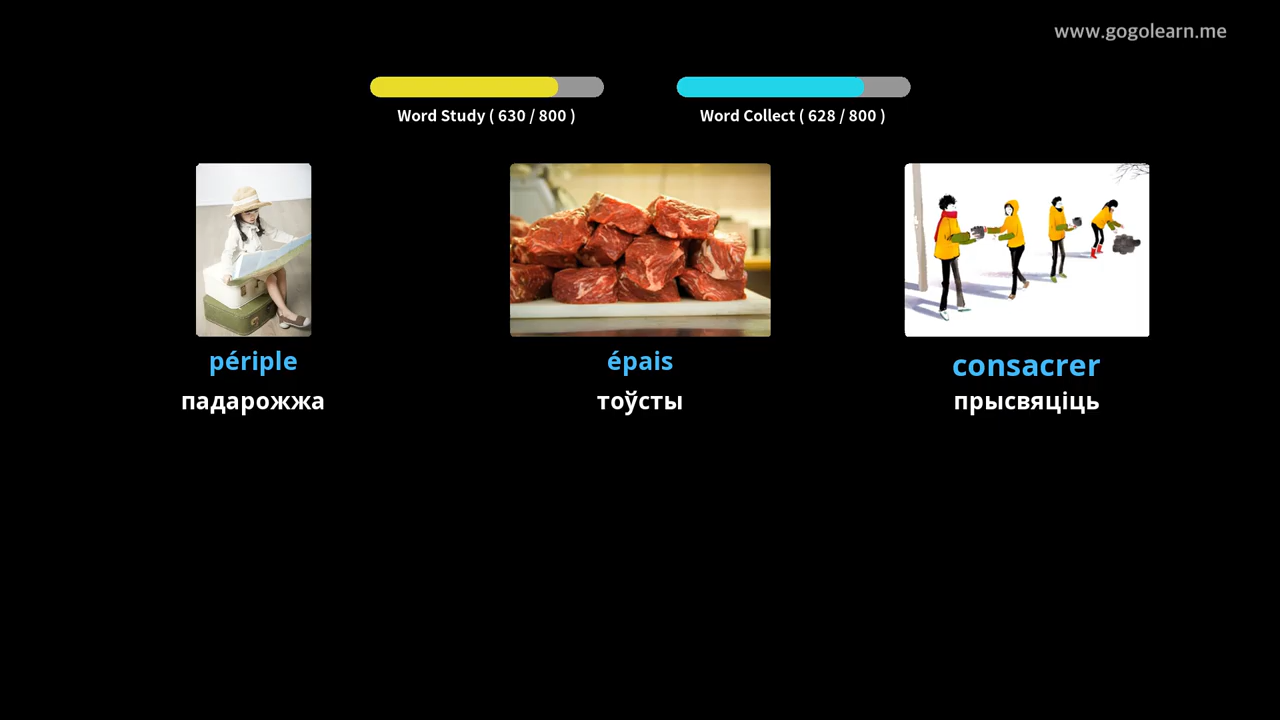 www.gogolearn.me
Word Study ( 630 / 800 )
Word Collect ( 628 / 800 )
périple
épais
consacrer
падарожжа
тоўсты
прысвяціць